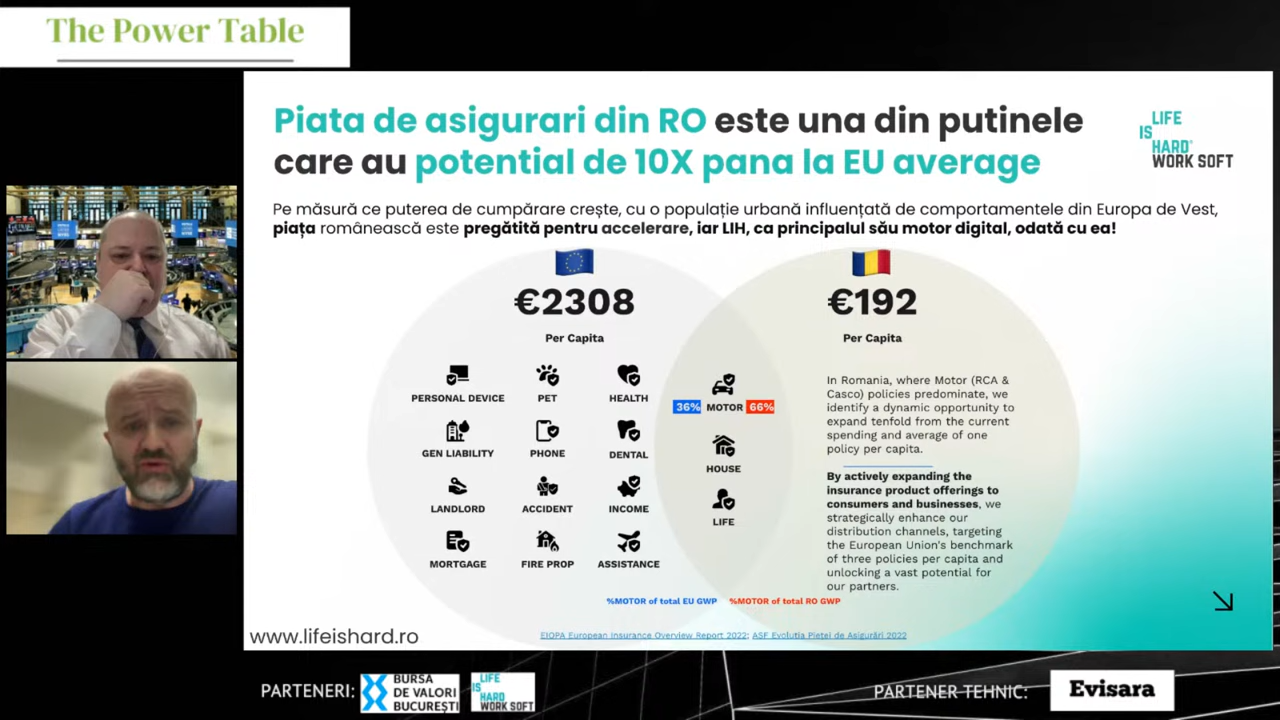 The Power Table
Piata de asigurari din RO este una din putinele
care au potential de 10X pana la EU average
LIFE
IS
HARD®
WORK SOFT
Pe măsură ce puterea de cumpărare crește, cu o populație urbană influențată de comportamentele din Europa de Vest,
piața românească este pregătită pentru accelerare, iar LIH, ca principalul său motor digital, odată cu ea!
€2308
Per Capita
€192
Per Capita
PERSONAL DEVICE
PET
HEALTH
GEN LIABILITY
PHONE
DENTAL
LANDLORD
ACCIDENT
INCOME
MORTGAGE
FIRE PROP
ASSISTANCE
36% MOTOR 66%
HOUSE
LIFE
In Romania, where Motor (RCA &
Casco) policies predominate, we
identify a dynamic opportunity to
expand tenfold from the current
spending and average of one
policy per capita.
By actively expanding the
insurance product offerings to
consumers and businesses, we
strategically enhance our
distribution channels, targeting
the European Union's benchmark
of three policies per capita and
unlocking a vast potential for
our partners.
%MOTOR of total EU GWP %MOTOR of total RO GWP
www.lifeishard.ro
EIOPA European Insurance Overview Report 2022; ASF Evolutia Pietei de Asigurări 2022
PARTENERI:
BURSA
DE VALORI
BUCUREȘTI
LIFE
IS
HARD
WORK SOFT
PARTENER TEHNIC:
Evisara